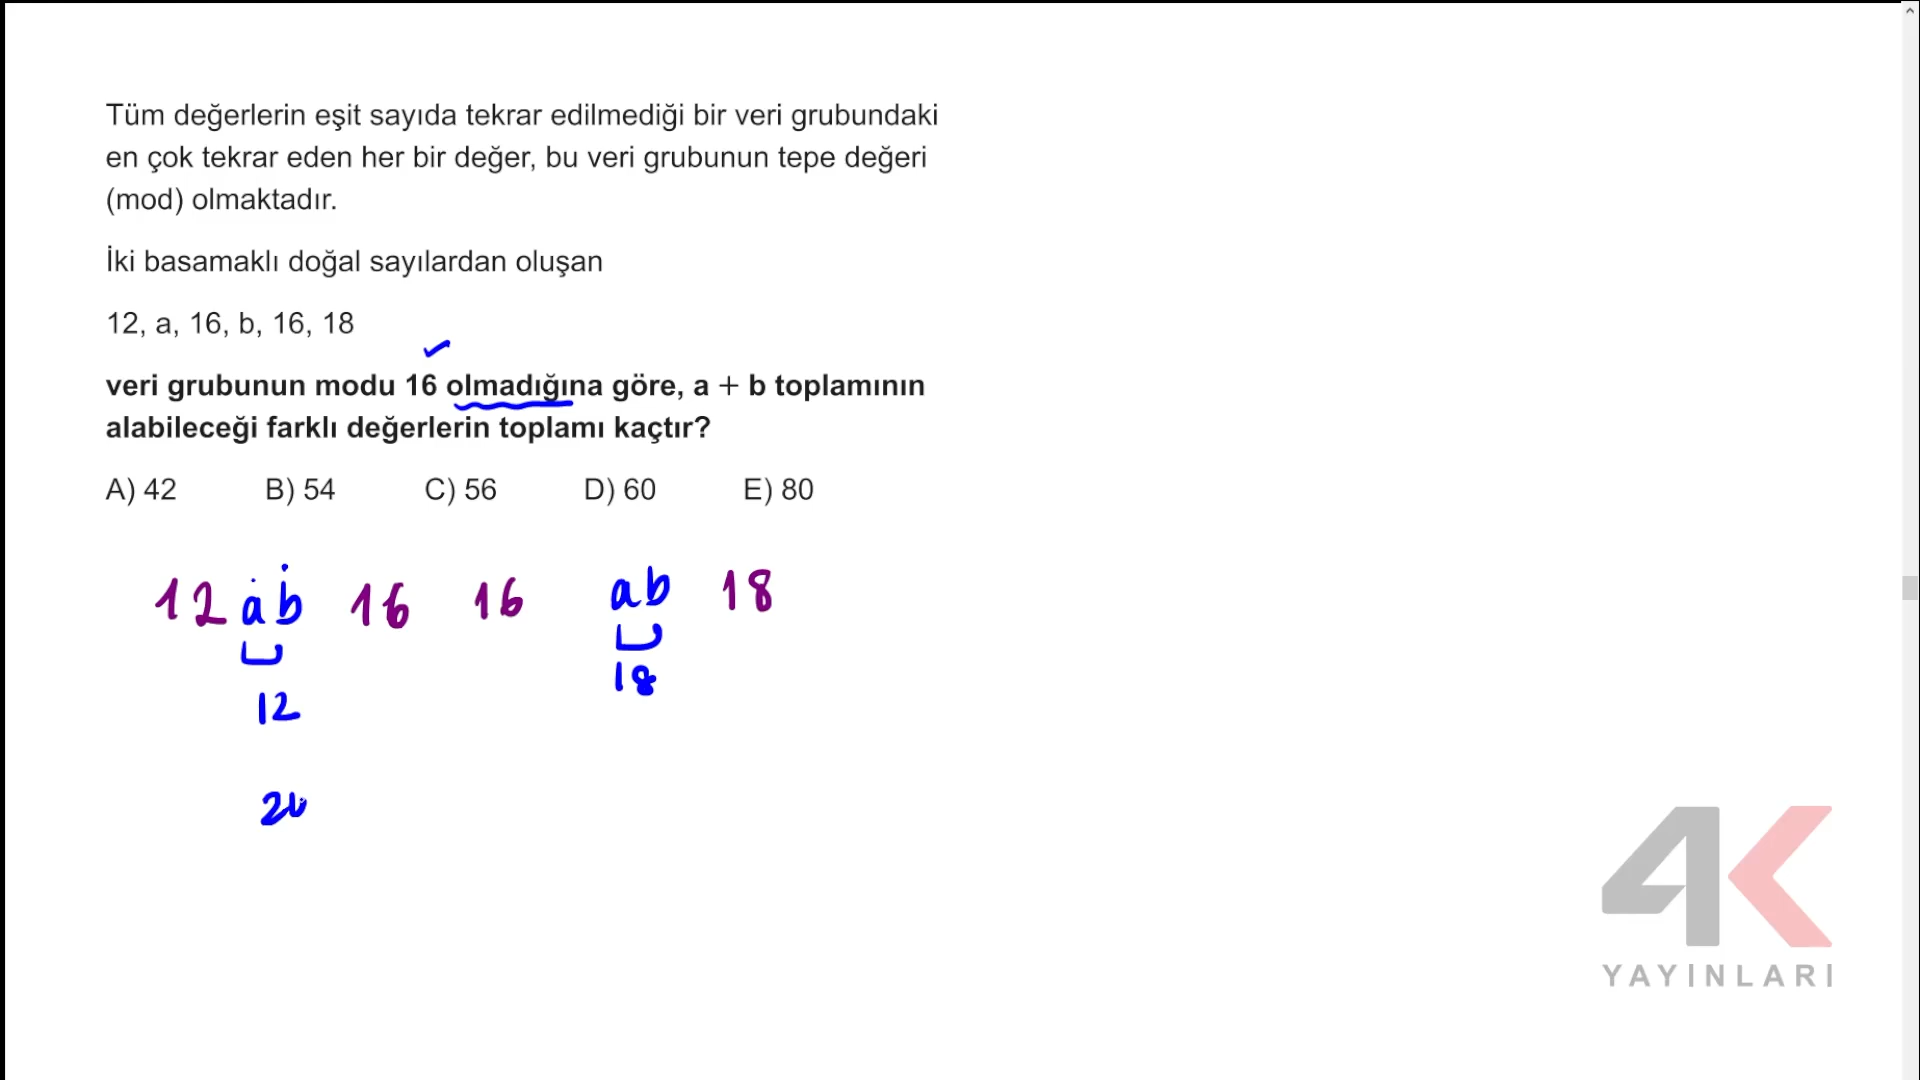 Tüm değerlerin eşit sayıda tekrar edilmediği bir veri grubundaki
en çok tekrar eden her bir değer, bu veri grubunun tepe değeri
(mod) olmaktadır.
İki basamaklı doğal sayılardan oluşan
12, a, 16, b, 16, 18
veri grubunun modu 16 olmadığına göre, a + b toplamının
alabileceği farklı değerlerin toplamı kaçtır?
A) 42 B) 54 C) 56 D) 60 E) 80
12 a b 16 16 a b 18
12 18
4K
YAYINLARI